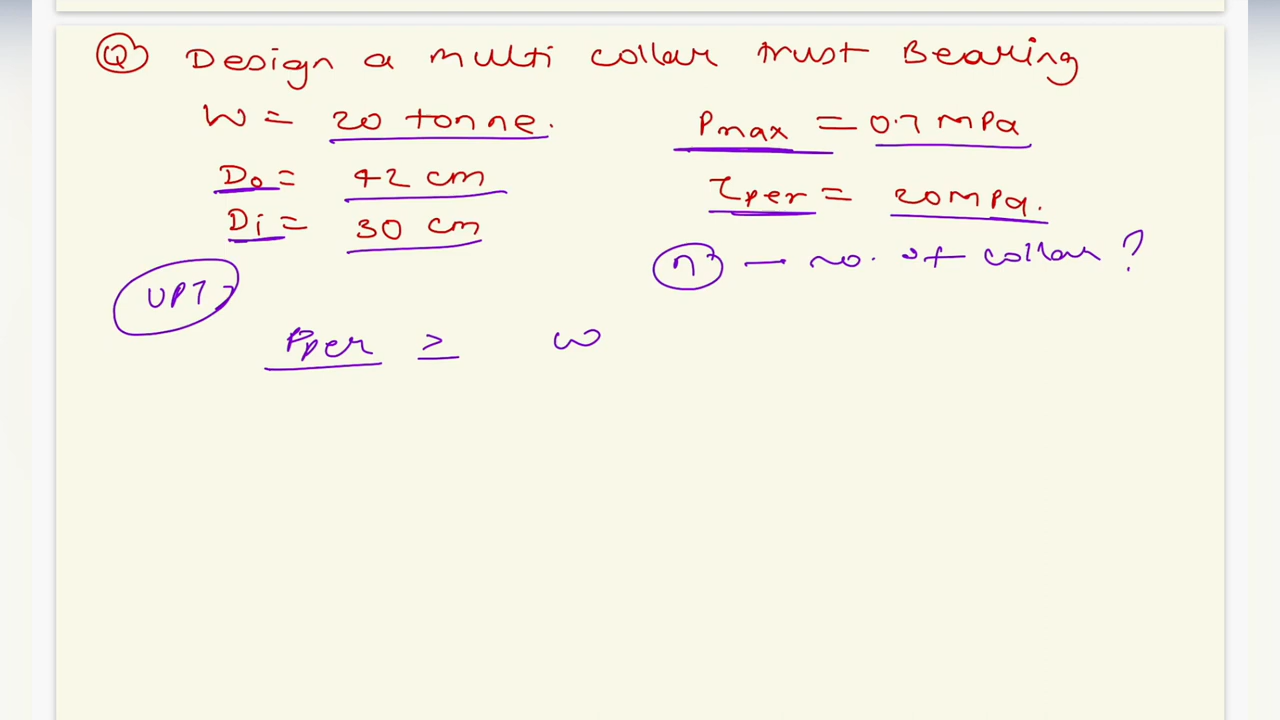 Q Design a multi collar trust Bearing
W = 20 tonne.
Pmax = 0.7 MPa
Do = 42 cm
τper = 20 MPa.
Di = 30 cm
n → no. of collar ?
UPT
Pper ≥ W